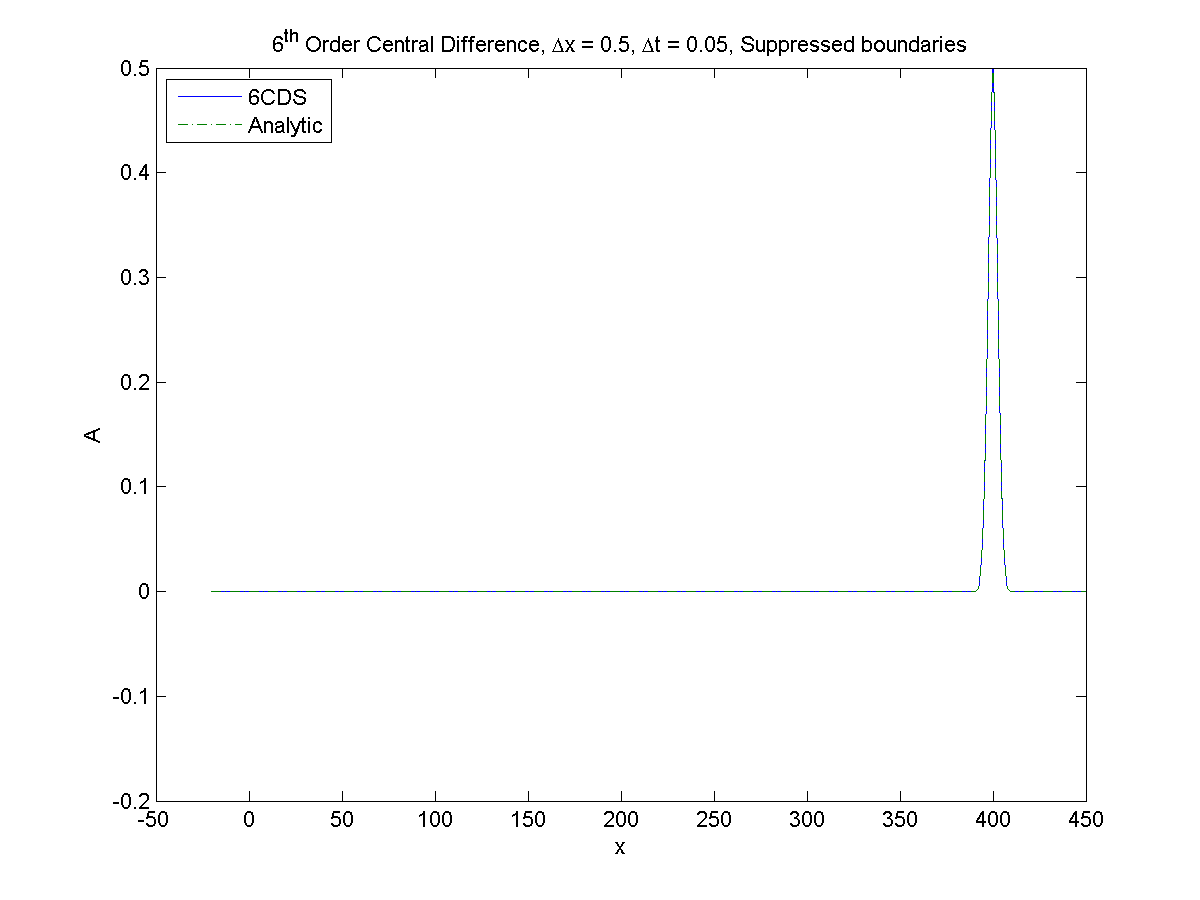 6th Order Central Difference, Δx = 0.5, Δt = 0.05, Suppressed boundaries
6CDS
Analytic
0.5
0.4
0.3
0.2
0.1
0
-0.1
-0.2
A
-50 0 50 100 150 200 250 300 350 400 450
x